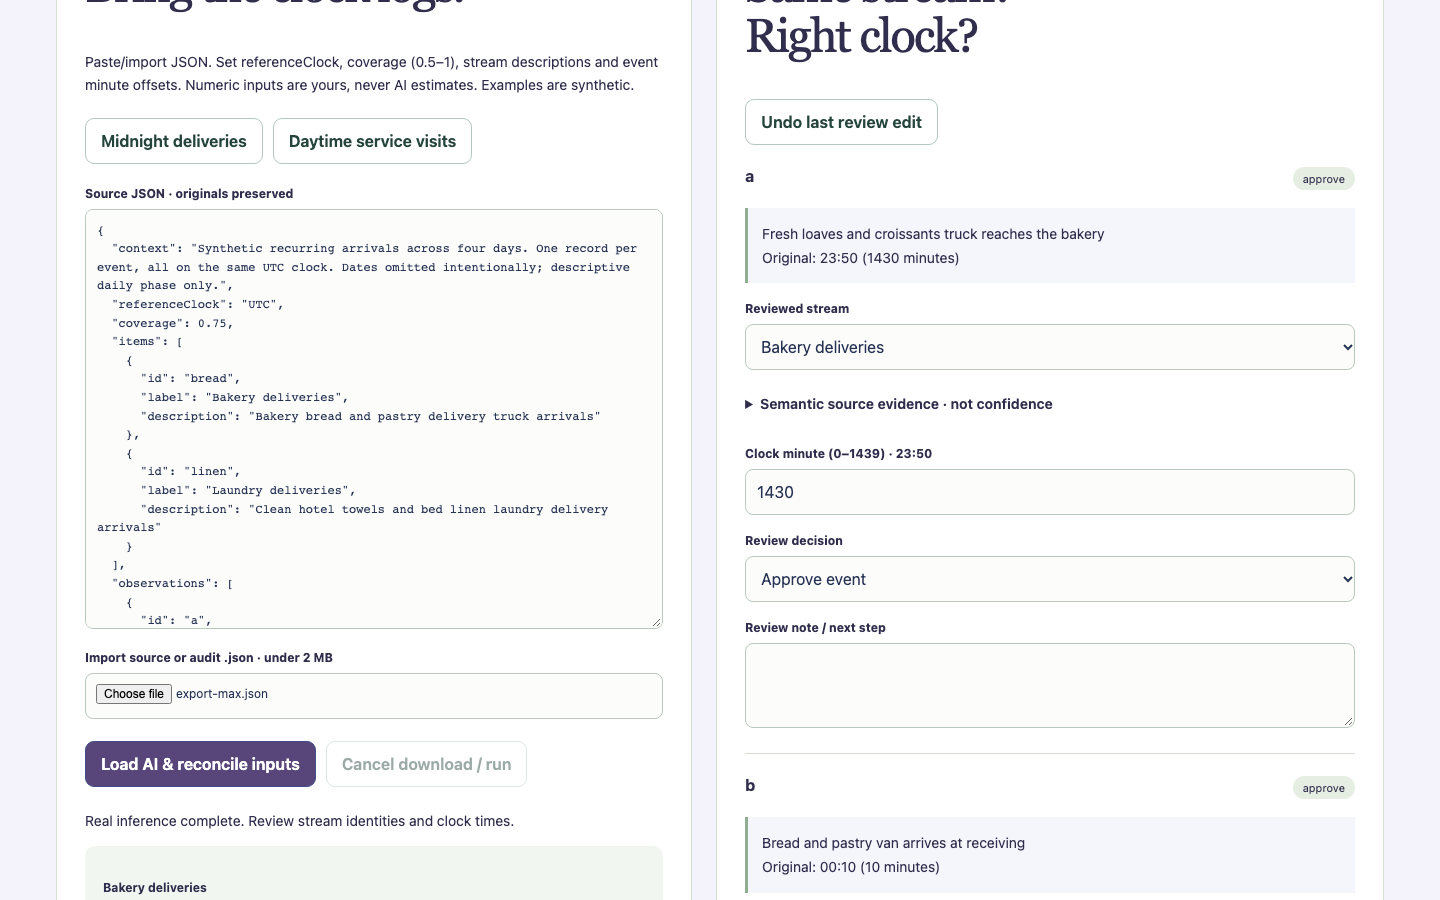 Bring the clock logs.
Paste/import JSON. Set referenceClock, coverage (0.5–1), stream descriptions and event
minute offsets. Numeric inputs are yours, never AI estimates. Examples are synthetic.
Midnight deliveries
Daytime service visits
Source JSON · originals preserved
{
"context": "Synthetic recurring arrivals across four days. One record per
event, all on the same UTC clock. Dates omitted intentionally; descriptive
daily phase only.",
"referenceClock": "UTC",
"coverage": 0.75,
"items": [
{
"id": "bread",
"label": "Bakery deliveries",
"description": "Bakery bread and pastry delivery truck arrivals"
},
{
"id": "linen",
"label": "Laundry deliveries",
"description": "Clean hotel towels and bed linen laundry delivery
arrivals"
}
],
"observations": [
{
"id": "a",
Import source or audit .json · under 2 MB
Choose file export-max.json
Load AI & reconcile inputs
Cancel download / run
Real inference complete. Review stream identities and clock times.
Bakery deliveries
Same stream?
Right clock?
Undo last review edit
a
approve
Fresh loaves and croissants truck reaches the bakery
Original: 23:50 (1430 minutes)
Reviewed stream
Bakery deliveries
Semantic source evidence · not confidence
Clock minute (0–1439) · 23:50
1430
Review decision
Approve event
Review note / next step
b
approve
Bread and pastry van arrives at receiving
Original: 00:10 (10 minutes)